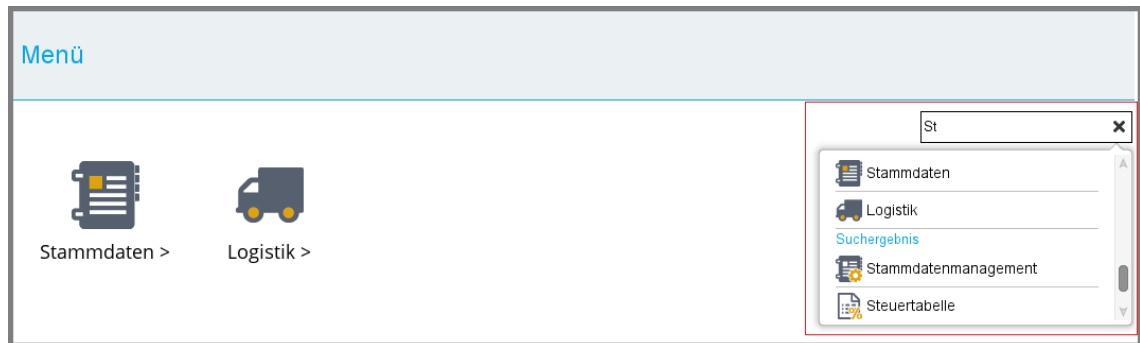 Menü
St
Stammdaten
Logistik
Suchergebnis
Stammdatenmanagement
Steuertabelle
Stammdaten >
Logistik >